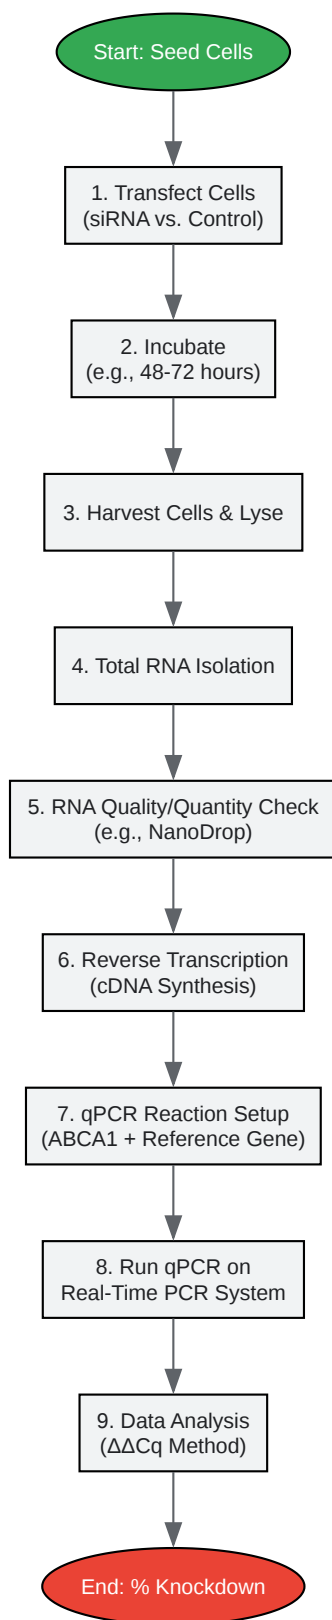 Start: Seed Cells
1. Transfect Cells
(siRNA vs. Control)
2. Incubate
(e.g., 48-72 hours)
3. Harvest Cells & Lyse
4. Total RNA Isolation
5. RNA Quality/Quantity Check
(e.g., NanoDrop)
6. Reverse Transcription
(cDNA Synthesis)
7. qPCR Reaction Setup
(ABCA1 + Reference Gene)
8. Run qPCR on
Real-Time PCR System
9. Data Analysis
(ΔΔCq Method)
End: % Knockdown